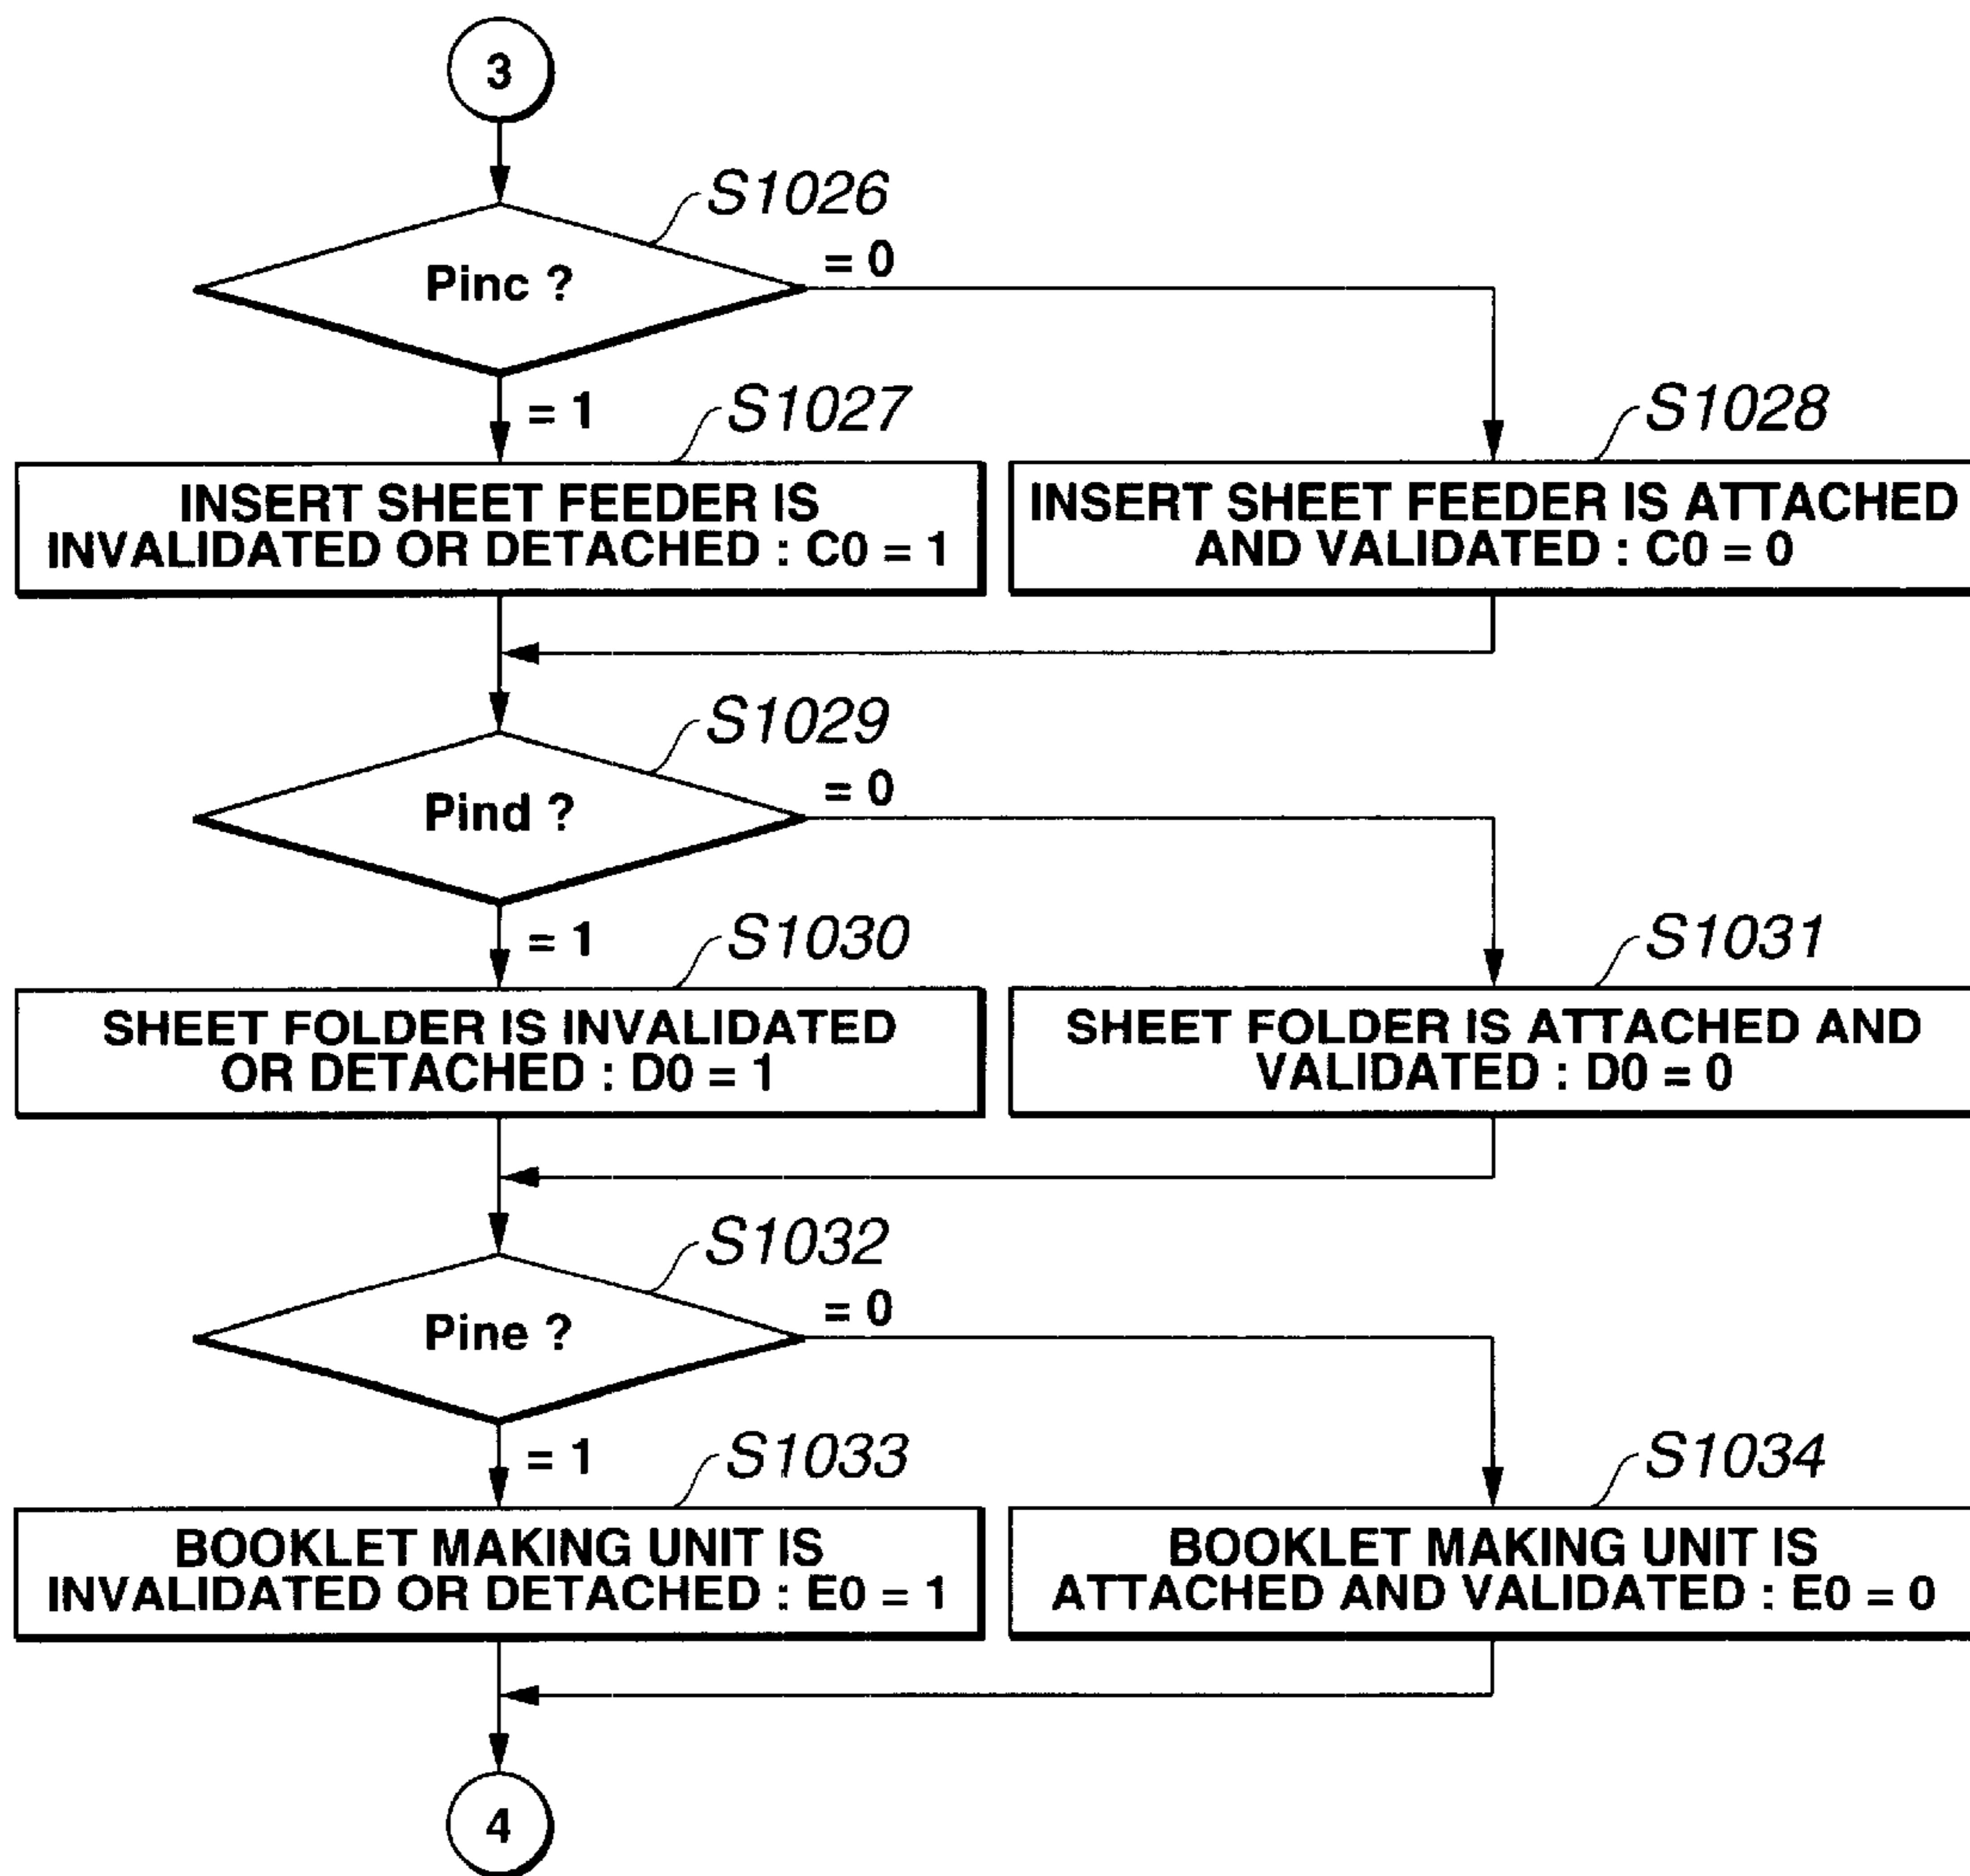 3
S1026
Pinc ?
= 0
= 1
S1027
S1028
INSERT SHEET FEEDER IS
INVALIDATED OR DETACHED : C0 = 1
INSERT SHEET FEEDER IS ATTACHED
AND VALIDATED : C0 = 0
S1029
Pind ?
= 0
= 1
S1030
S1031
SHEET FOLDER IS INVALIDATED
OR DETACHED : D0 = 1
SHEET FOLDER IS ATTACHED AND
VALIDATED : D0 = 0
S1032
Pine ?
= 0
= 1
S1033
S1034
BOOKLET MAKING UNIT IS
INVALIDATED OR DETACHED : E0 = 1
BOOKLET MAKING UNIT IS
ATTACHED AND VALIDATED : E0 = 0
4